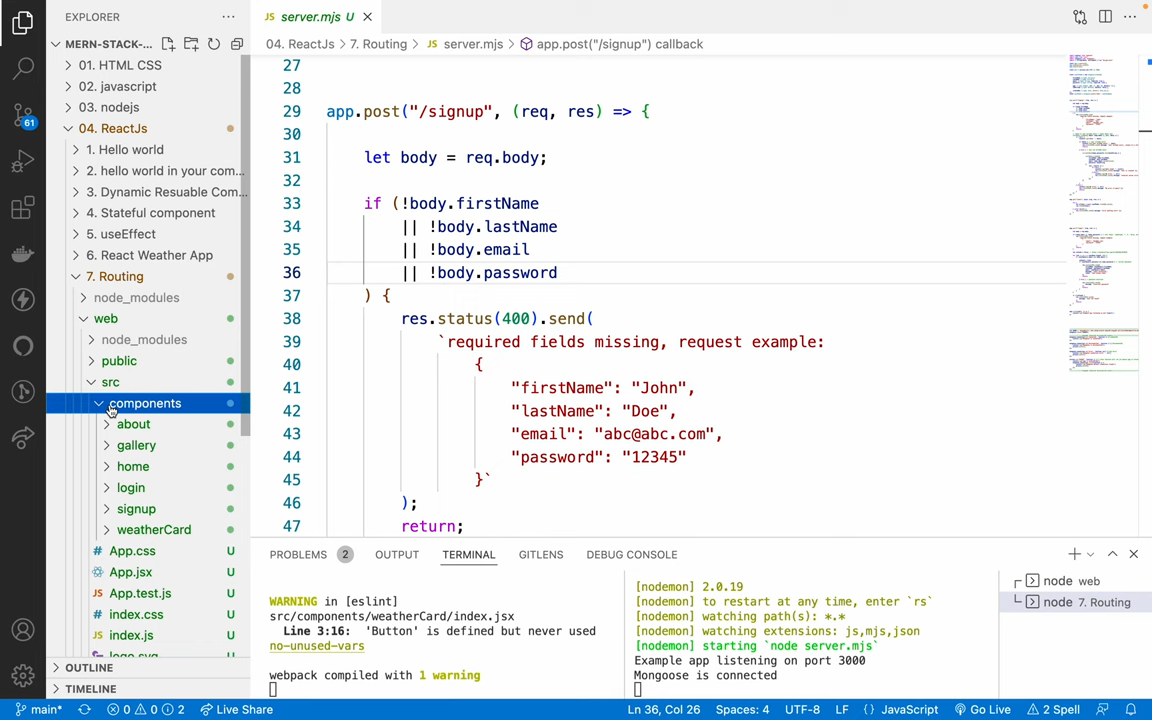 EXPLORER
MERN-STACK-...
01. HTML CSS
02. javascript
03. nodejs
04. ReactJs
1. Hello world
2. hello world in your com...
3. Dynamic Resuable Com...
4. Stateful component
5. useEffect
6. React Weather App
7. Routing
node_modules
web
node_modules
public
src
components
about
gallery
home
login
signup
weatherCard
# App.css U
App.jsx U
JS App.test.js U
# index.css U
JS index.js U
OUTLINE
TIMELINE
61
JS server.mjs U
04. ReactJs > 7. Routing > JS server.mjs > app.post("/signup") callback
27
28
29 app.post("/signup", (req, res) => {
30
31 let body = req.body;
32
33 if (!body.firstName
34 || !body.lastName
35 || !body.email
36 || !body.password
37 ) {
38 res.status(400).send(
39 `required fields missing, request example:
40 {
41 "firstName": "John",
42 "lastName": "Doe",
43 "email": "abc@abc.com",
44 "password": "12345"
45 }`
46 );
47 return;
PROBLEMS 2 OUTPUT TERMINAL GITLENS DEBUG CONSOLE
WARNING in [eslint]
src/components/weatherCard/index.jsx
Line 3:16: 'Button' is defined but never used
no-unused-vars
webpack compiled with 1 warning
[nodemon] 2.0.19
[nodemon] to restart at any time, enter `rs`
[nodemon] watching path(s): *.*
[nodemon] watching extensions: js,mjs,json
[nodemon] starting `node server.mjs`
Example app listening on port 3000
Mongoose is connected
node web
node 7. Routing
main* 0 0 2 Live Share Ln 36, Col 26 Spaces: 4 UTF-8 LF {} JavaScript Go Live 2 Spell